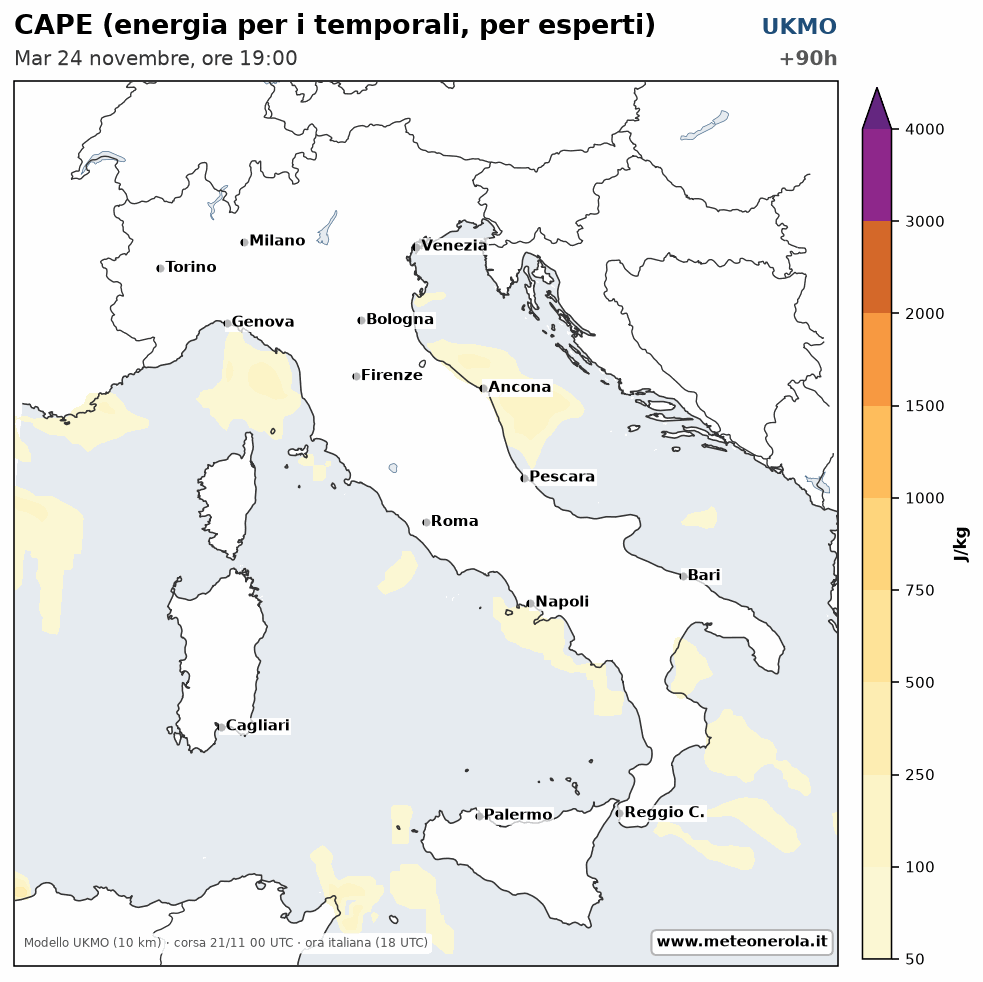 CAPE (energia per i temporali, per esperti)
UKMO
Mar 24 novembre, ore 19:00
+90h
Milano
Venezia
Torino
Genova
Bologna
Firenze
Ancona
Pescara
Roma
Bari
Napoli
Cagliari
Palermo
Reggio C.
4000
3000
2000
1500
1000
750
500
250
100
50
J/kg
Modello UKMO (10 km) · corsa 21/11 00 UTC · ora italiana (18 UTC)
www.meteonerola.it